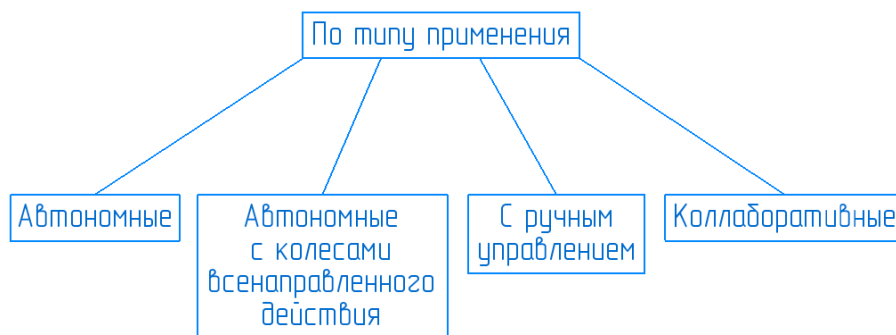 По типу применения
Автономные
Автономные
с колесами
всенаправленного
действия
С ручным
управлением
Коллаборативные